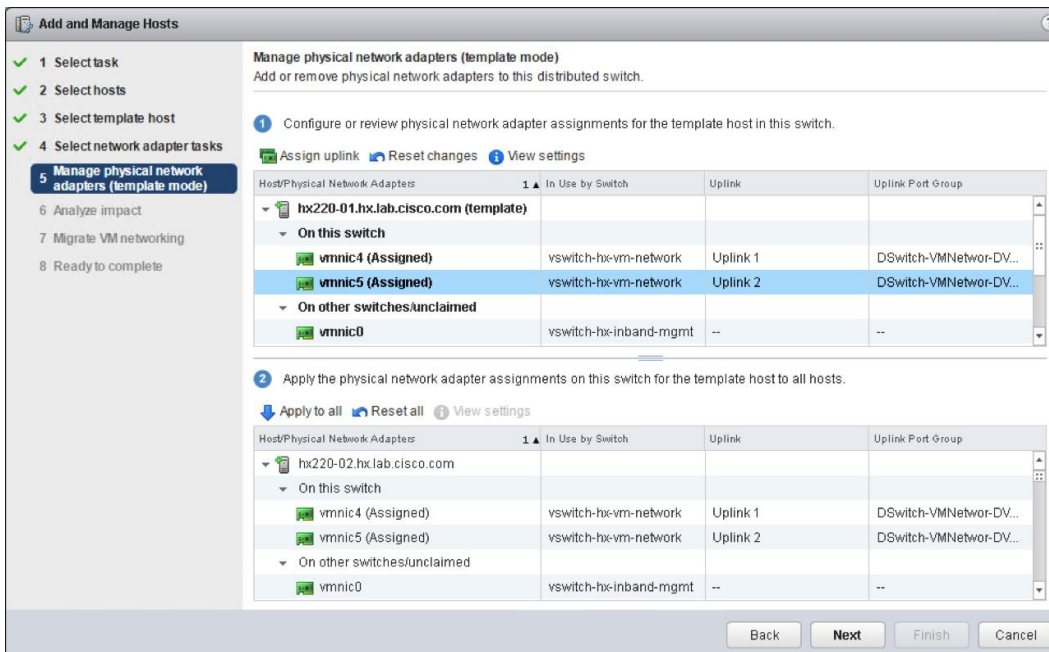 Add and Manage Hosts
1 Select task
2 Select hosts
3 Select template host
4 Select network adapter tasks
5 Manage physical network
adapters (template mode)
6 Analyze impact
7 Migrate VM networking
8 Ready to complete
Manage physical network adapters (template mode)
Add or remove physical network adapters to this distributed switch.
1 Configure or review physical network adapter assignments for the template host in this switch.
Assign uplink Reset changes View settings
Host/Physical Network Adapters 1 ▲ In Use by Switch Uplink Uplink Port Group
hx220-01.hx.lab.cisco.com (template)
On this switch
vmnic4 (Assigned) vswitch-hx-vm-network Uplink 1 DSwitch-VMNetwor-DV...
vmnic5 (Assigned) vswitch-hx-vm-network Uplink 2 DSwitch-VMNetwor-DV...
On other switches/unclaimed
vmnic0 vswitch-hx-inband-mgmt -- --
2 Apply the physical network adapter assignments on this switch for the template host to all hosts.
Apply to all Reset all View settings
Host/Physical Network Adapters 1 ▲ In Use by Switch Uplink Uplink Port Group
hx220-02.hx.lab.cisco.com
On this switch
vmnic4 (Assigned) vswitch-hx-vm-network Uplink 1 DSwitch-VMNetwor-DV...
vmnic5 (Assigned) vswitch-hx-vm-network Uplink 2 DSwitch-VMNetwor-DV...
On other switches/unclaimed
vmnic0 vswitch-hx-inband-mgmt -- --
Back Next Finish Cancel